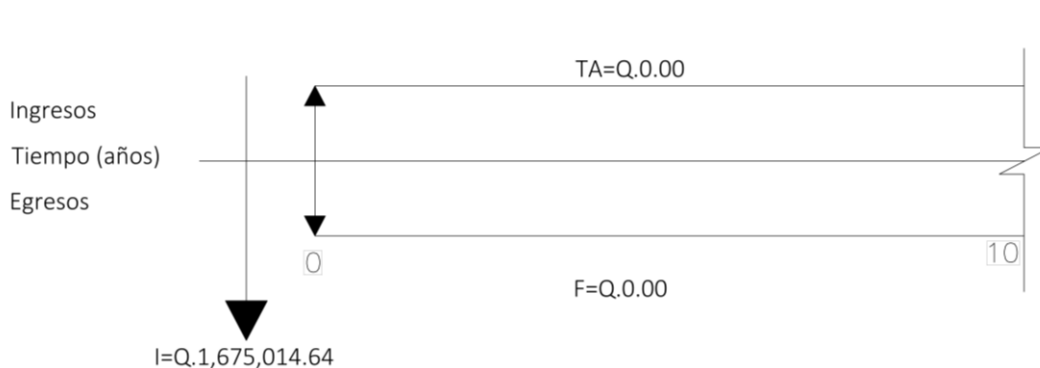 TA=Q.0.00
Ingresos
Tiempo (años)
Egresos
0
10
F=Q.0.00
I=Q.1,675,014.64